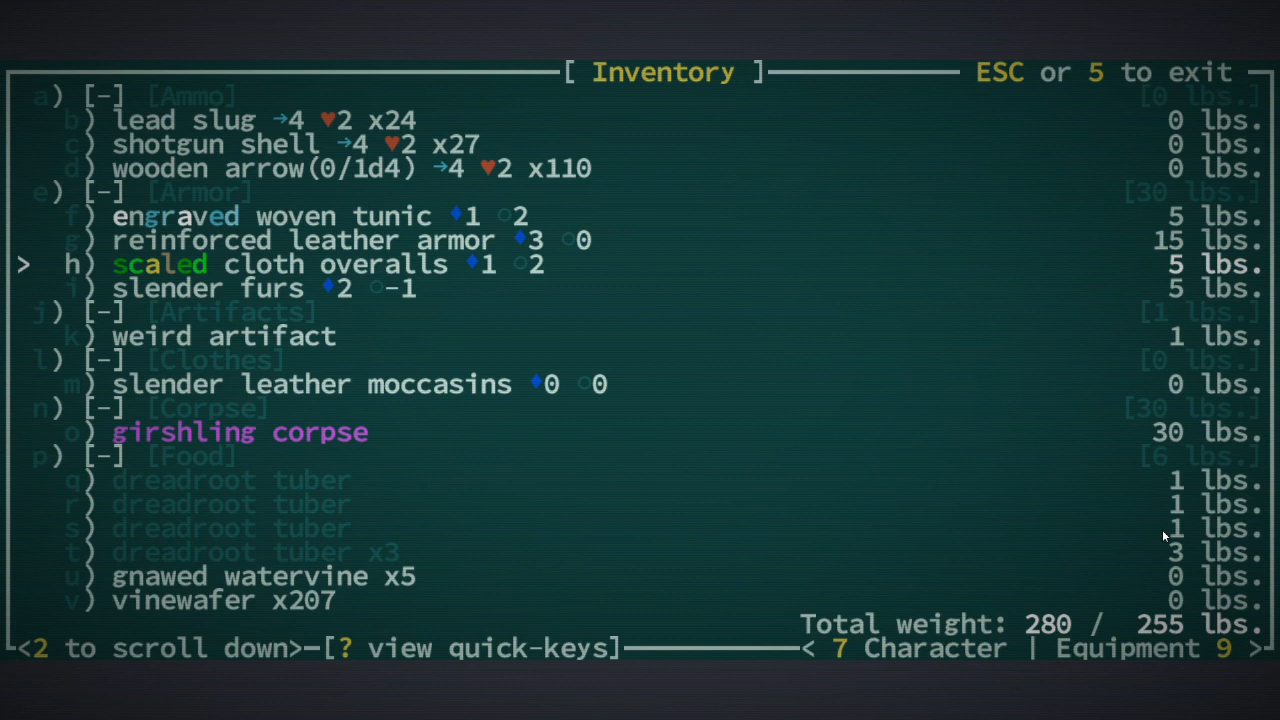 [ Inventory ] ESC or 5 to exit
a) [-] [Ammo] [0 lbs.]
b) lead slug →4 ♥2 x24 0 lbs.
c) shotgun shell →4 ♥2 x27 0 lbs.
d) wooden arrow(0/1d4) →4 ♥2 x110 0 lbs.
e) [-] [Armor] [30 lbs.]
f) engraved woven tunic ♦1 ○2 5 lbs.
g) reinforced leather armor ♦3 ○0 15 lbs.
> h) scaled cloth overalls ♦1 ○2 5 lbs.
i) slender furs ♦2 ○-1 5 lbs.
j) [-] [Artifacts] [1 lbs.]
k) weird artifact 1 lbs.
l) [-] [Clothes] [0 lbs.]
m) slender leather moccasins ♦0 ○0 0 lbs.
n) [-] [Corpse] [30 lbs.]
o) girshling corpse 30 lbs.
p) [-] [Food] [6 lbs.]
q) dreadroot tuber 1 lbs.
r) dreadroot tuber 1 lbs.
s) dreadroot tuber 1 lbs.
t) dreadroot tuber x3 3 lbs.
u) gnawed watervine x5 0 lbs.
v) vinewafer x207 0 lbs.
Total weight: 280 / 255 lbs.
<2 to scroll down> [? view quick-keys] < 7 Character | Equipment 9 >